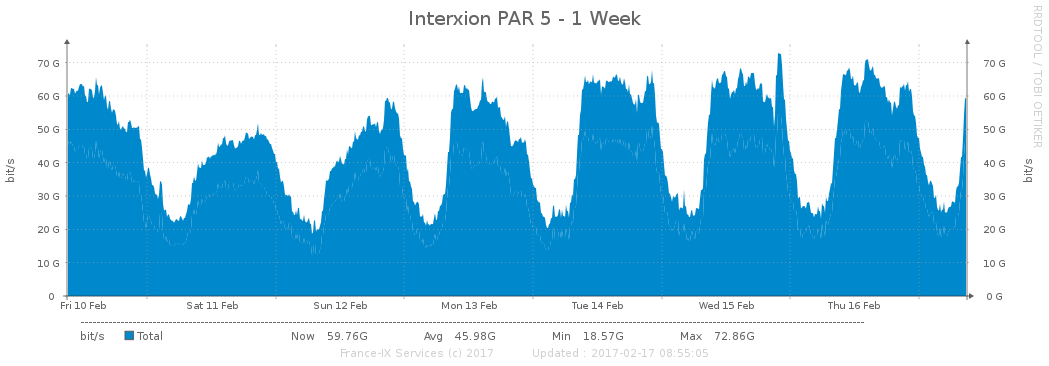 Interxion PAR 5 - 1 Week
RRDTOOL / TOBI OETIKER
bit/s
70 G
60 G
50 G
40 G
30 G
20 G
10 G
0
70 G
60 G
50 G
40 G
30 G
20 G
10 G
0 G
bit/s
Fri 10 Feb Sat 11 Feb Sun 12 Feb Mon 13 Feb Tue 14 Feb Wed 15 Feb Thu 16 Feb
bit/s Total Now 59.76G Avg 45.98G Min 18.57G Max 72.86G
France-IX Services (c) 2017 Updated : 2017-02-17 08:55:05